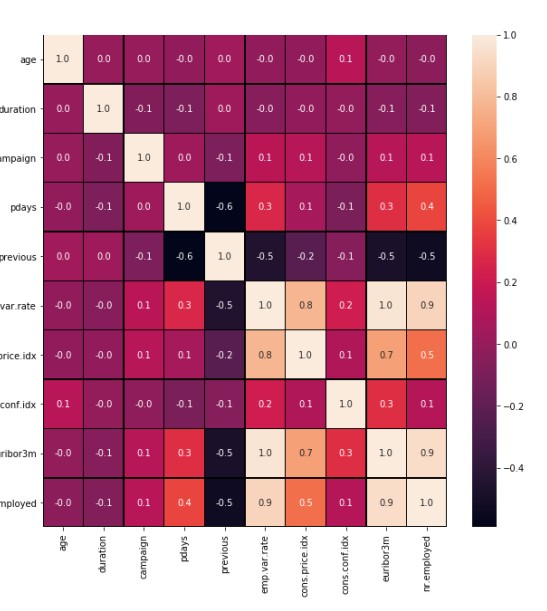 age 1.0 0.0 0.0 -0.0 0.0 -0.0 -0.0 0.1 -0.0 -0.0
duration 0.0 1.0 -0.1 -0.1 0.0 -0.0 -0.0 -0.0 -0.1 -0.1
mpaign 0.0 -0.1 1.0 0.0 -0.1 0.1 0.1 -0.0 0.1 0.1
pdays -0.0 -0.1 0.0 1.0 -0.6 0.3 0.1 -0.1 0.3 0.4
previous 0.0 0.0 -0.1 -0.6 1.0 -0.5 -0.2 -0.1 -0.5 -0.5
var.rate -0.0 -0.0 0.1 0.3 -0.5 1.0 0.8 0.2 1.0 0.9
rice.idx -0.0 -0.0 0.1 0.1 -0.2 0.8 1.0 0.1 0.7 0.5
conf.idx 0.1 -0.0 -0.0 -0.1 -0.1 0.2 0.1 1.0 0.3 0.1
ribor3m -0.0 -0.1 0.1 0.3 -0.5 1.0 0.7 0.3 1.0 0.9
mployed -0.0 -0.1 0.1 0.4 -0.5 0.9 0.5 0.1 0.9 1.0
age
duration
campaign
pdays
previous
emp.var.rate
cons.price.idx
cons.conf.idx
euribor3m
nr.employed
1.0
0.8
0.6
0.4
0.2
0.0
−0.2
−0.4